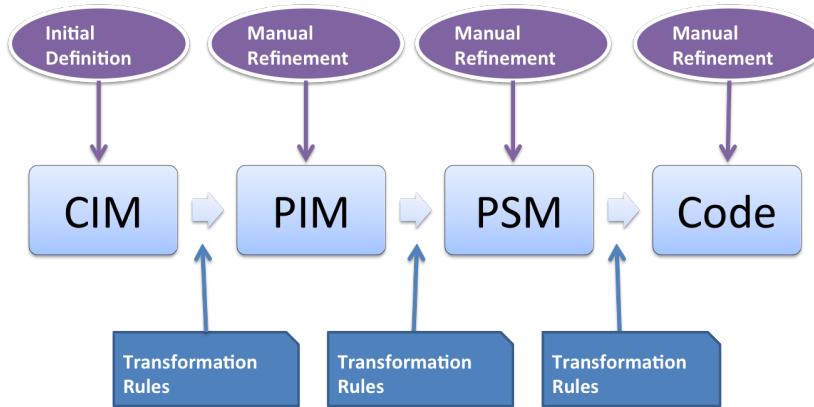 Initial
Definition
Manual
Refinement
Manual
Refinement
Manual
Refinement
CIM
PIM
PSM
Code
Transformation
Rules
Transformation
Rules
Transformation
Rules